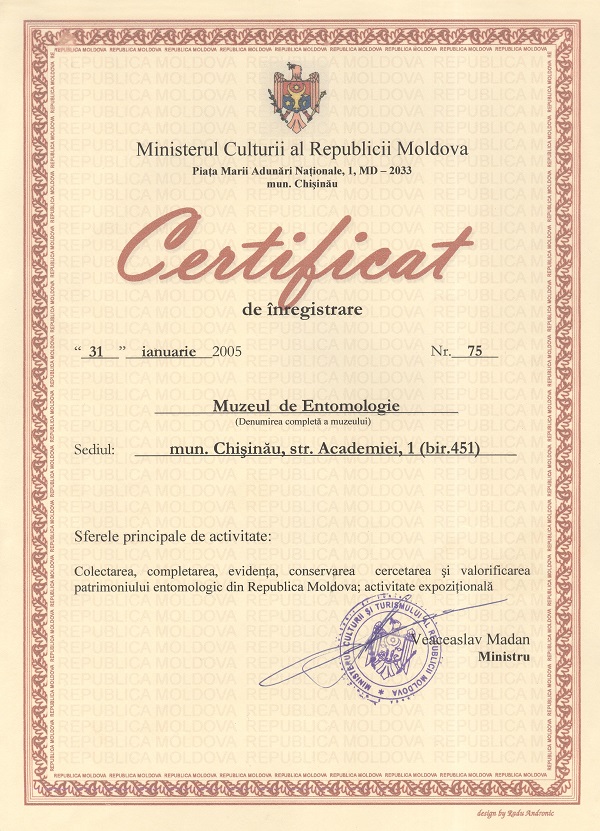 Ministerul Culturii al Republicii Moldova
Piața Marii Adunări Naționale, 1, MD – 2033
mun. Chișinău
Certificat
de înregistrare
“ 31 ” ianuarie 2005 Nr. 75
Muzeul de Entomologie
(Denumirea completă a muzeului)
Sediul: mun. Chişinău, str. Academiei, 1 (bir.451)
Sferele principale de activitate:
Colectarea, completarea, evidența, conservarea cercetarea și valorificarea
patrimoniului entomologic din Republica Moldova; activitate expozițională
MINISTERUL CULTURII ȘI TURISMULUI AL REPUBLICII MOLDOVA
Veaceaslav Madan
Ministru
design by Radu Andronic